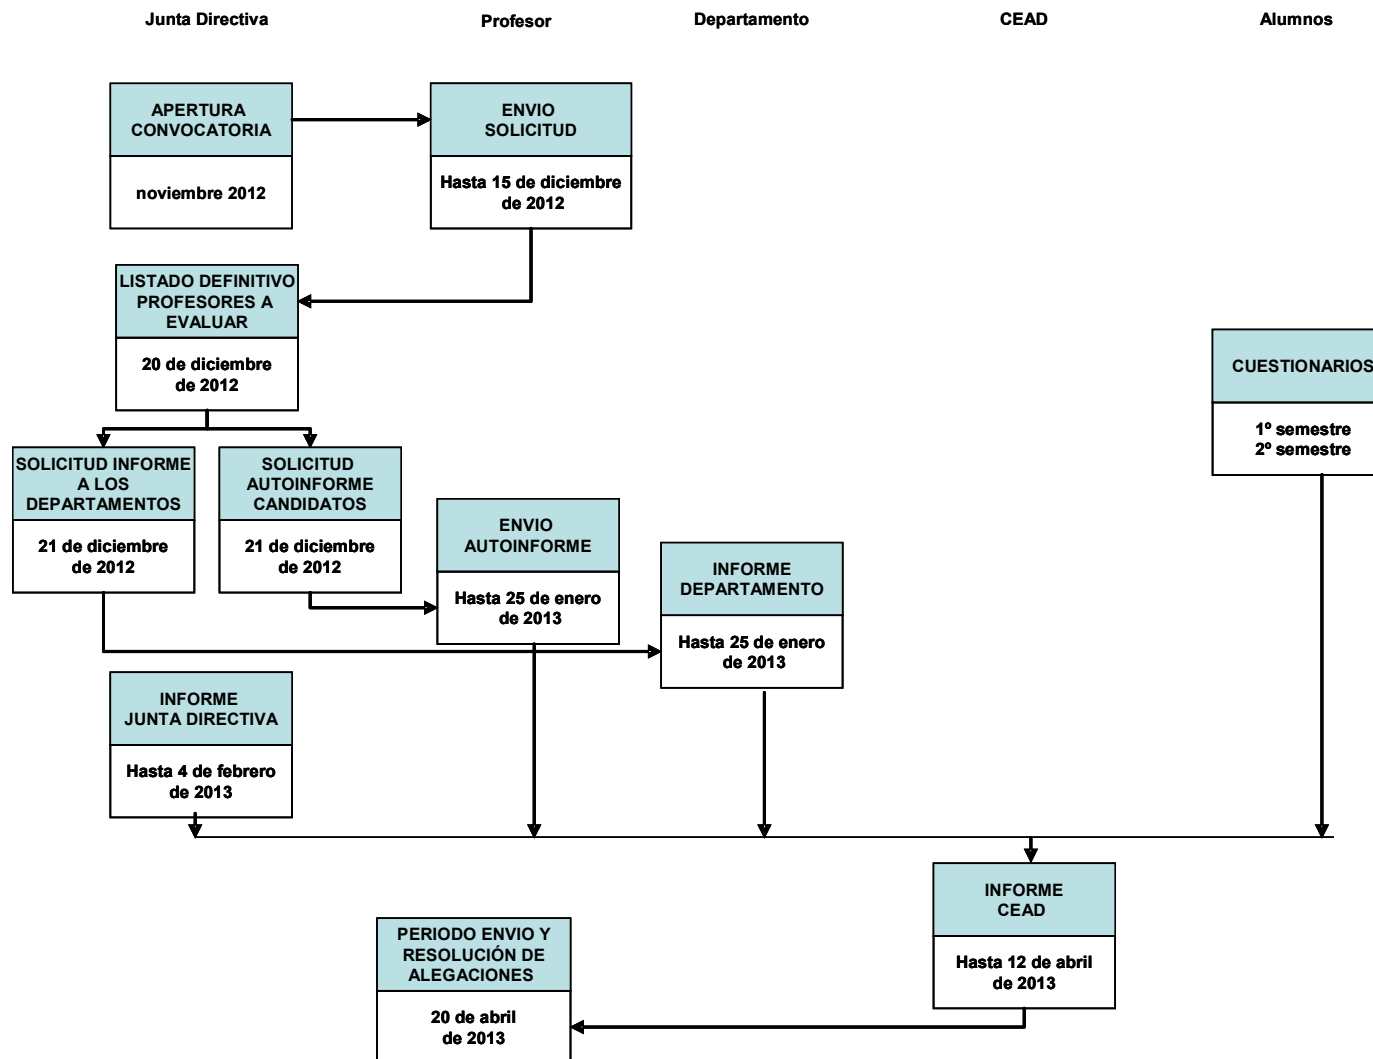 Junta Directiva
Profesor
Departamento
CEAD
Alumnos
APERTURA
CONVOCATORIA
noviembre 2012
ENVIO
SOLICITUD
Hasta 15 de diciembre
de 2012
LISTADO DEFINITIVO
PROFESORES A
EVALUAR
20 de diciembre
de 2012
CUESTIONARIOS
1º semestre
2º semestre
SOLICITUD INFORME
A LOS
DEPARTAMENTOS
21 de diciembre
de 2012
SOLICITUD
AUTOINFORME
CANDIDATOS
21 de diciembre
de 2012
ENVIO
AUTOINFORME
Hasta 25 de enero
de 2013
INFORME
DEPARTAMENTO
Hasta 25 de enero
de 2013
INFORME
JUNTA DIRECTIVA
Hasta 4 de febrero
de 2013
INFORME
CEAD
Hasta 12 de abril
de 2013
PERIODO ENVIO Y
RESOLUCIÓN DE
ALEGACIONES
20 de abril
de 2013